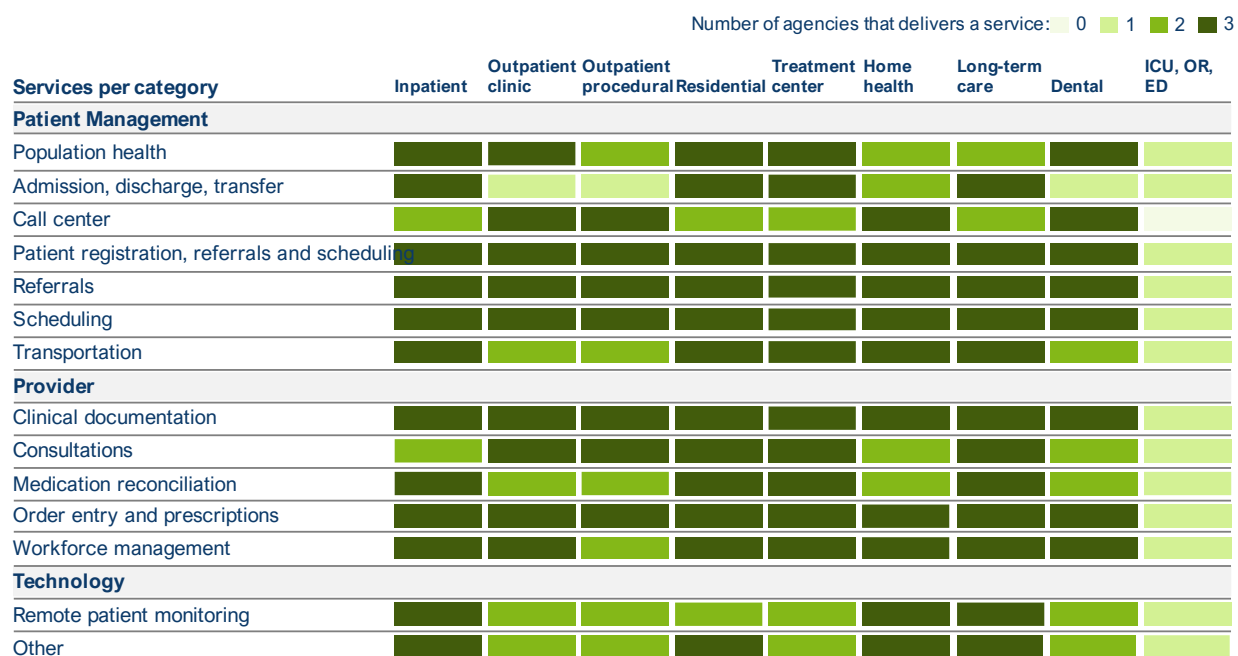 Number of agencies that delivers a service: 0 1 2 3
Services per category Inpatient Outpatient clinic Outpatient procedural Residential Treatment center Home health Long-term care Dental ICU, OR, ED
Patient Management
Population health
Admission, discharge, transfer
Call center
Patient registration, referrals and scheduling
Referrals
Scheduling
Transportation
Provider
Clinical documentation
Consultations
Medication reconciliation
Order entry and prescriptions
Workforce management
Technology
Remote patient monitoring
Other